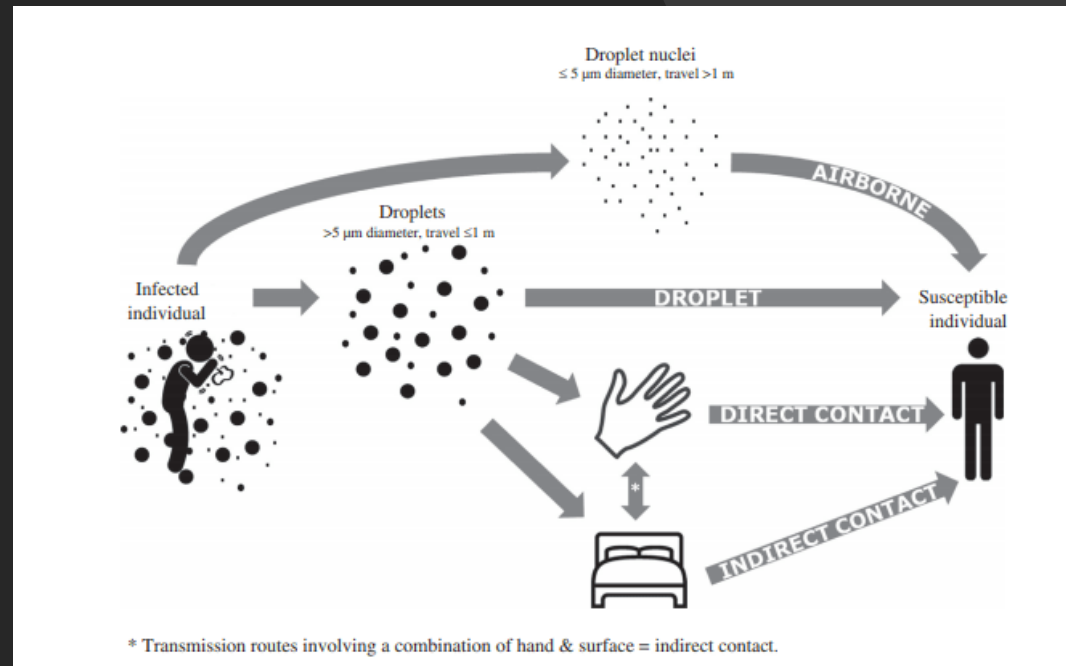 Droplet nuclei
≤ 5 μm diameter, travel >1 m
AIRBORNE
Droplets
>5 μm diameter, travel ≤1 m
Infected
individual
DROPLET
Susceptible
individual
DIRECT CONTACT
*
INDIRECT CONTACT
* Transmission routes involving a combination of hand & surface = indirect contact.